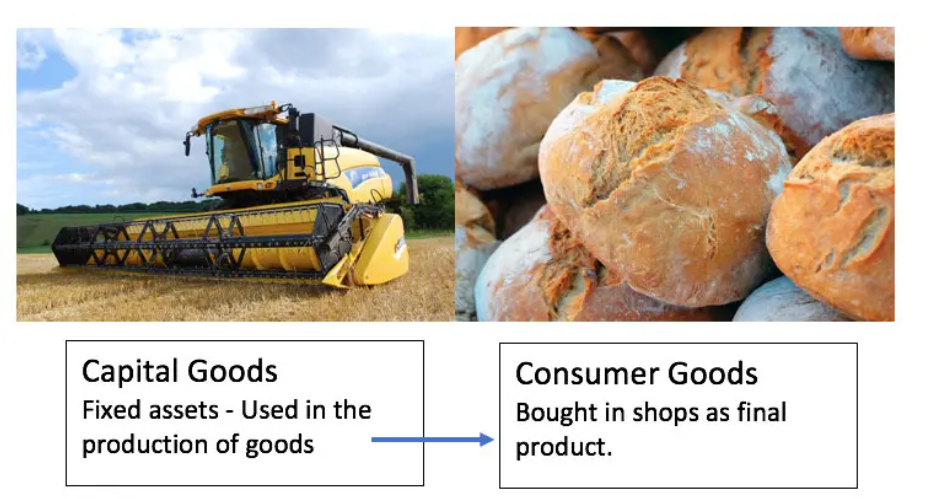 Capital Goods
Fixed assets - Used in the
production of goods
Consumer Goods
Bought in shops as final
product.